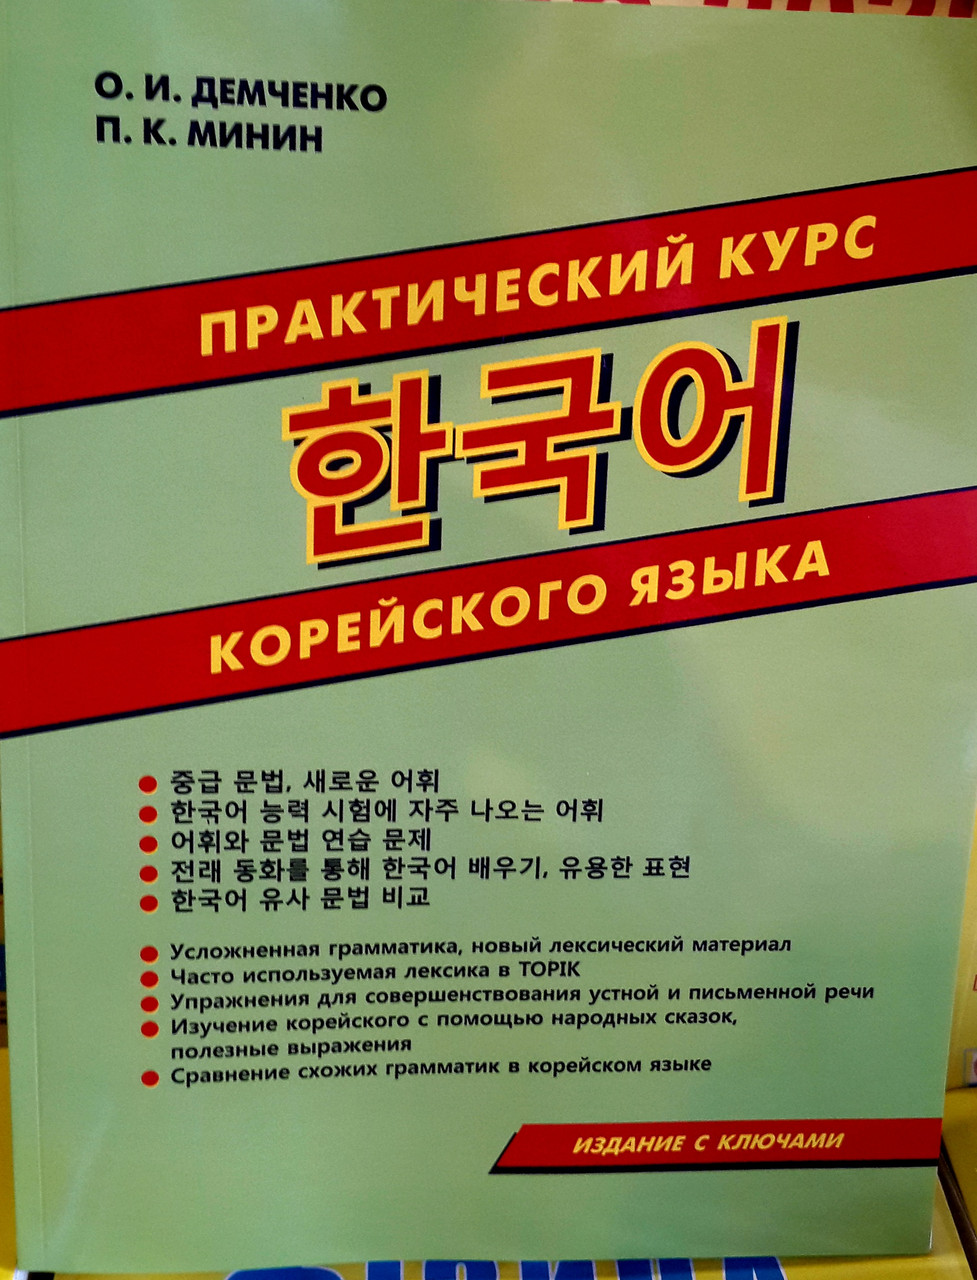 О. И. ДЕМЧЕНКО
П. К. МИНИН
ПРАКТИЧЕСКИЙ КУРС
한국어
КОРЕЙСКОГО ЯЗЫКА
중급 문법, 새로운 어휘
한국어 능력 시험에 자주 나오는 어휘
어휘와 문법 연습 문제
전래 동화를 통해 한국어 배우기, 유용한 표현
한국어 유사 문법 비교
Усложненная грамматика, новый лексический материал
Часто используемая лексика в TOPIK
Упражнения для совершенствования устной и письменной речи
Изучение корейского с помощью народных сказок,
полезные выражения
Сравнение схожих грамматик в корейском языке
ИЗДАНИЕ С КЛЮЧАМИ